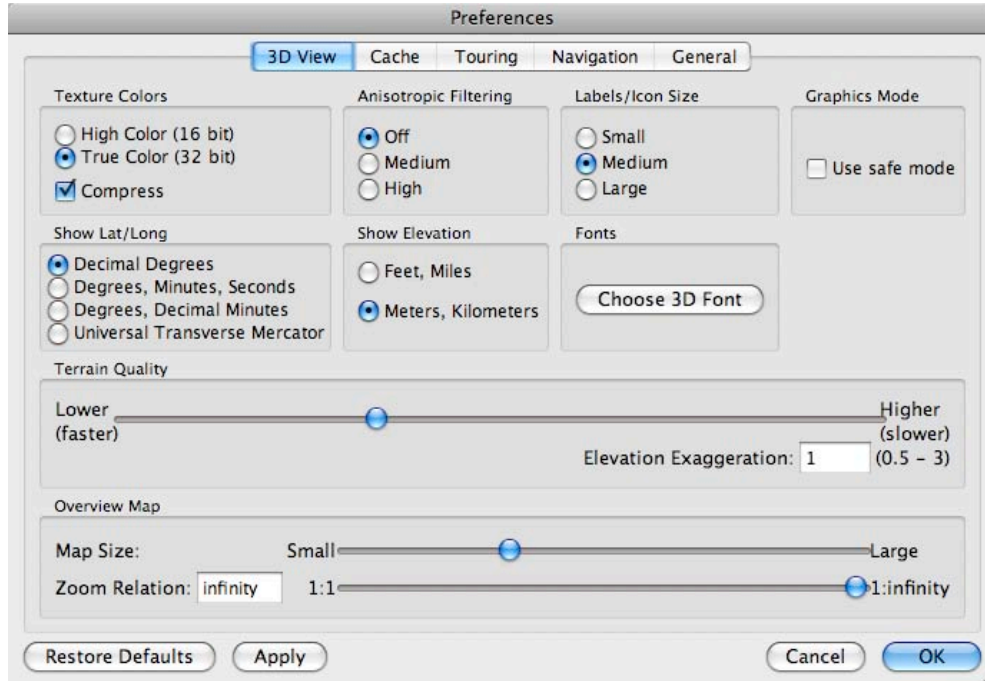 Preferences
3D View Cache Touring Navigation General
Texture Colors
High Color (16 bit)
True Color (32 bit)
Compress
Anisotropic Filtering
Off
Medium
High
Labels/Icon Size
Small
Medium
Large
Graphics Mode
Use safe mode
Show Lat/Long
Decimal Degrees
Degrees, Minutes, Seconds
Degrees, Decimal Minutes
Universal Transverse Mercator
Show Elevation
Feet, Miles
Meters, Kilometers
Fonts
Choose 3D Font
Terrain Quality
Lower
(faster)
Higher
(slower)
Elevation Exaggeration: 1 (0.5 – 3)
Overview Map
Map Size: Small Large
Zoom Relation: infinity 1:1 1:infinity
Restore Defaults Apply Cancel OK